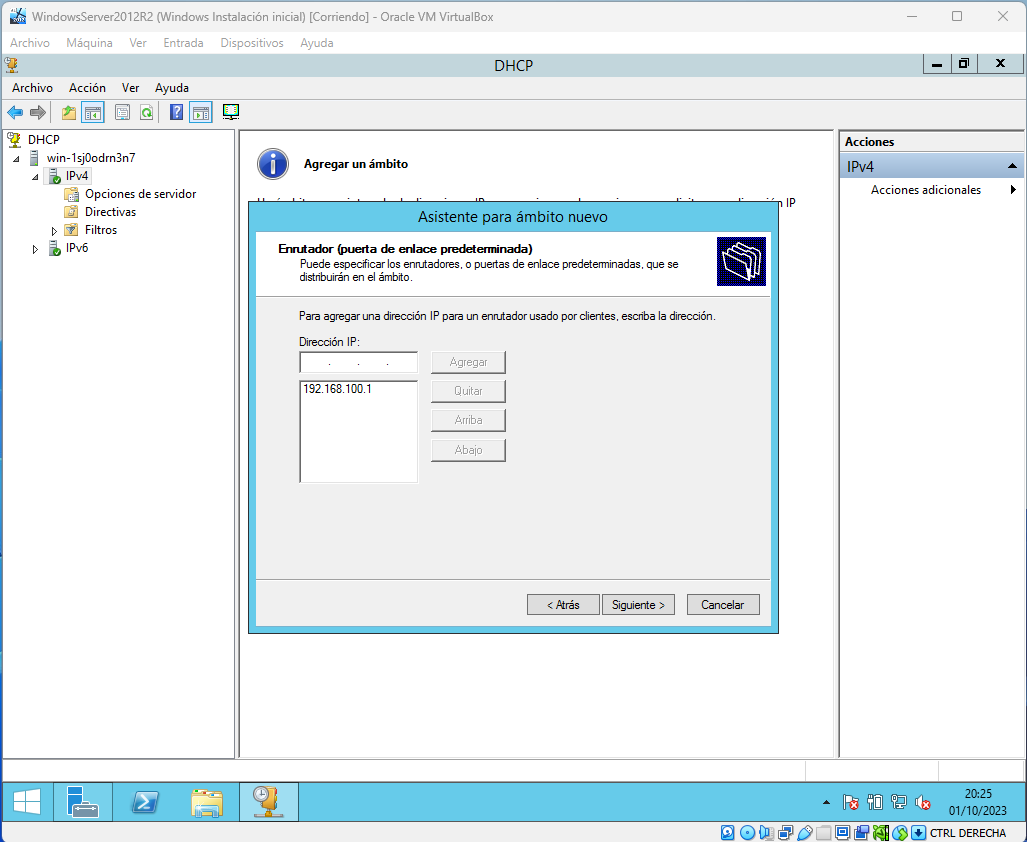 WindowsServer2012R2 (Windows Instalación inicial) [Corriendo] - Oracle VM VirtualBox
Archivo Máquina Ver Entrada Dispositivos Ayuda
DHCP
Archivo Acción Ver Ayuda
DHCP
win-1sj0odrn3n7
IPv4
Opciones de servidor
Directivas
Filtros
IPv6
Agregar un ámbito
IP
Acciones
IPv4
Acciones adicionales
Asistente para ámbito nuevo
Enrutador (puerta de enlace predeterminada)
Puede especificar los enrutadores, o puertas de enlace predeterminadas, que se
distribuirán en el ámbito.
Para agregar una dirección IP para un enrutador usado por clientes, escriba la dirección.
Dirección IP:
. . .
Agregar
192.168.100.1
Quitar
Arriba
Abajo
< Atrás Siguiente > Cancelar
20:25
01/10/2023
CTRL DERECHA